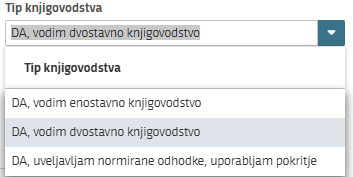 Tip knjigovodstva
DA, vodim dvostavno knjigovodstvo
Tip knjigovodstva
DA, vodim enostavno knjigovodstvo
DA, vodim dvostavno knjigovodstvo
DA, uveljavljam normirane odhodke, uporabljam pokritje